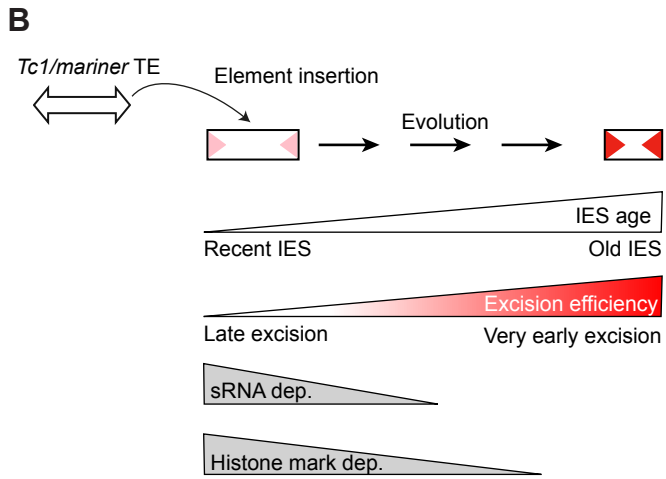 B
Tc1/mariner TE
Element insertion
Evolution
IES age
Recent IES
Old IES
Excision efficiency
Late excision
Very early excision
sRNA dep.
Histone mark dep.